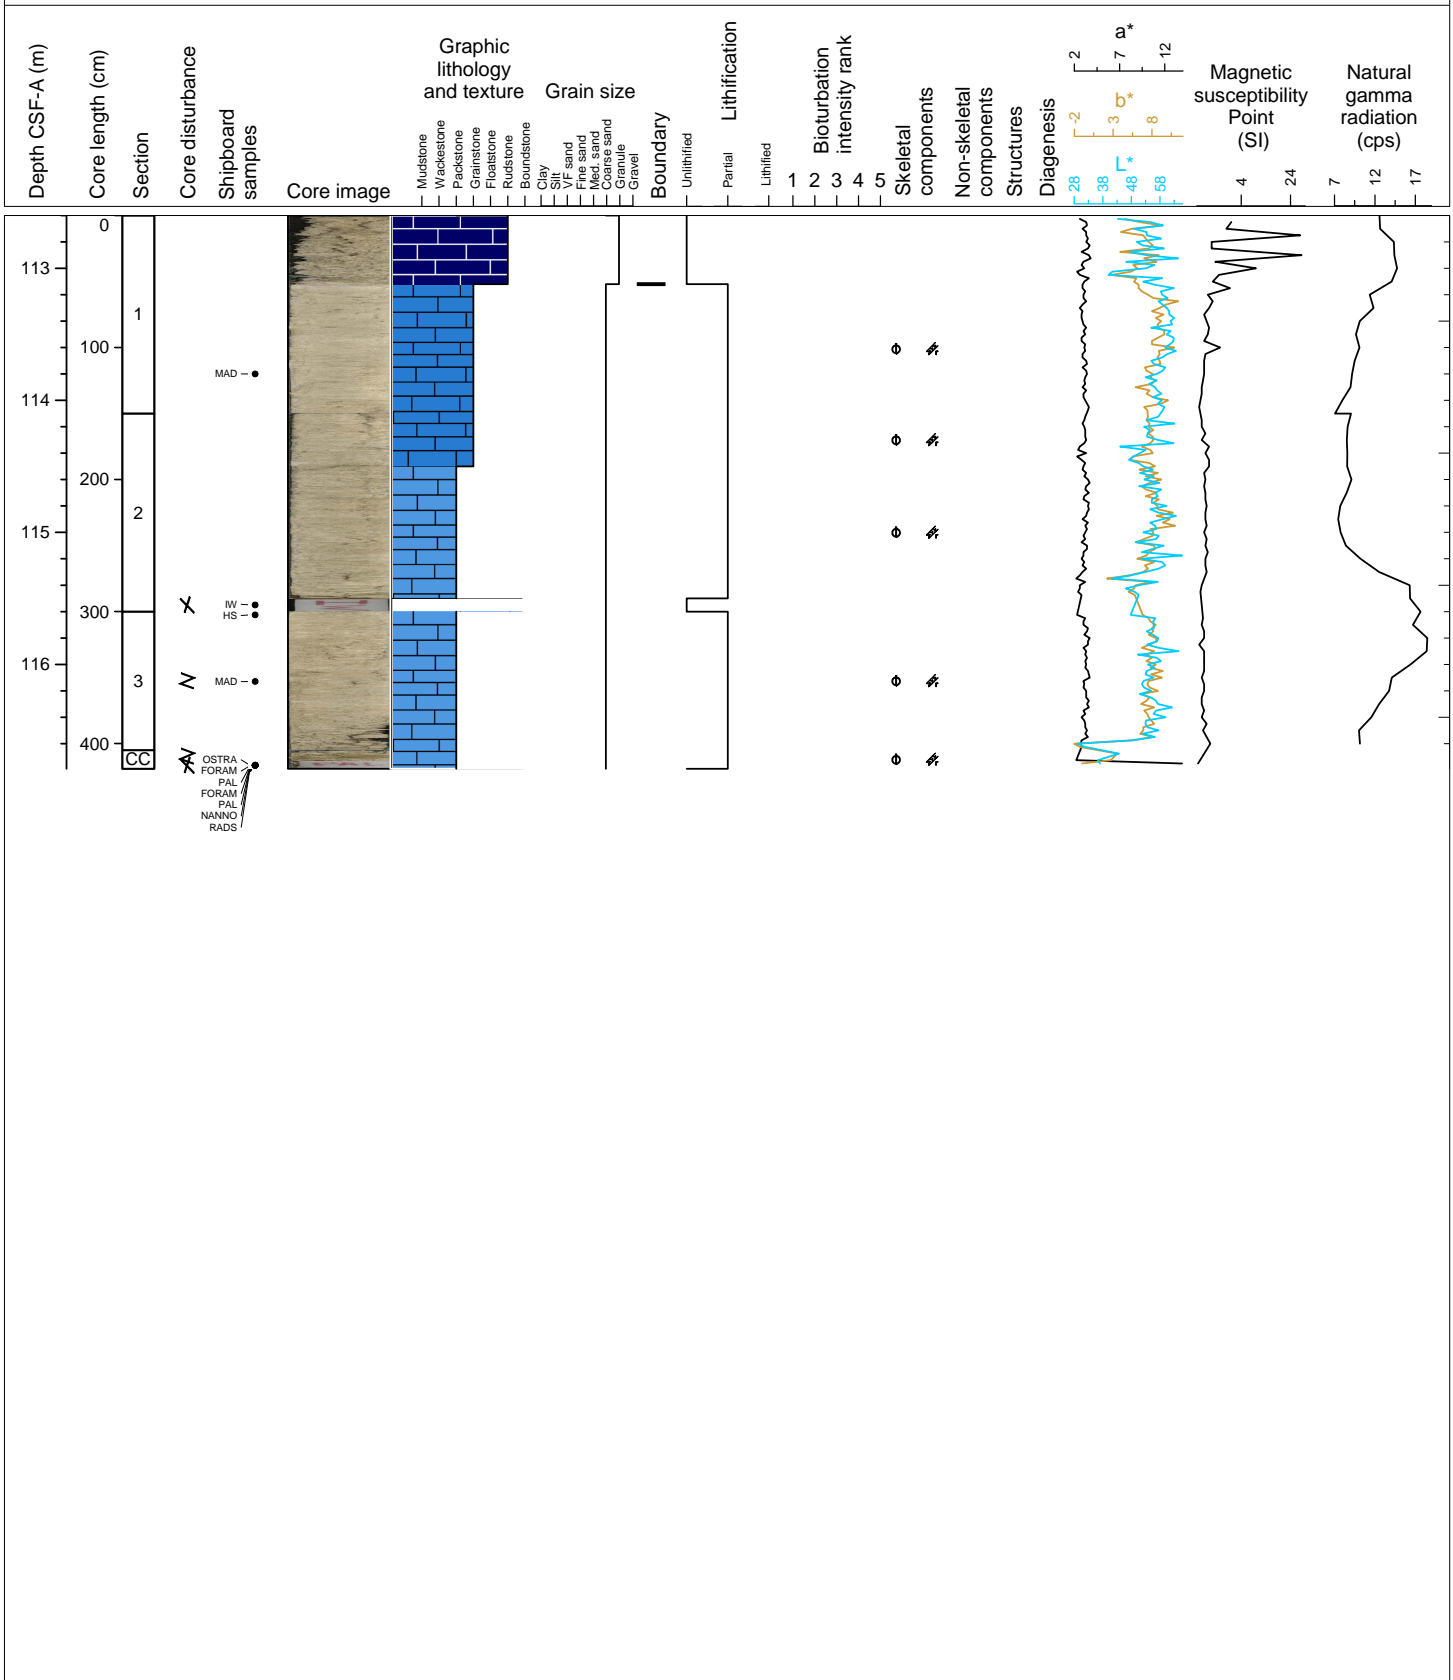 Depth CSF-A (m)
Core length (cm)
Section
Core disturbance
Shipboard
samples
Core image
Graphic
lithology
and texture
Mudstone
Wackestone
Packstone
Grainstone
Floatstone
Rudstone
Boundstone
Grain size
Clay
Silt
VF sand
Fine sand
Med. sand
Coarse sand
Granule
Gravel
Boundary
Lithification
Unlithified
Partial
Lithified
Bioturbation
intensity rank
1 2 3 4 5
Skeletal
components
Non-skeletal
components
Structures
Diagenesis
a*
2 7 12
b*
-2 3 8
L*
28 38 48 58
Magnetic
susceptibility
Point
(SI)
4 24
Natural
gamma
radiation
(cps)
7 12 17
0
113
1
100
MAD
114
200
2
115
IW
300
HS
116
3
MAD
400
CC
OSTRA
FORAM
PAL
FORAM
PAL
NANNO
RADS